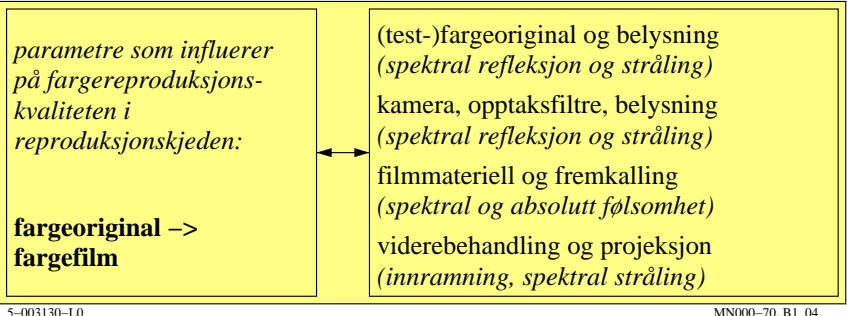 parametre som influerer
på fargereproduksjons-
kvaliteten i
reproduksjonskjeden:
fargeoriginal −>
fargefilm
(test-)fargeoriginal og belysning
(spektral refleksjon og stråling)
kamera, opptaksfiltre, belysning
(spektral refleksjon og stråling)
filmmateriell og fremkalling
(spektral og absolutt følsomhet)
viderebehandling og projeksjon
(innramning, spektral stråling)
5−003130−L0
MN000−70, B1_04